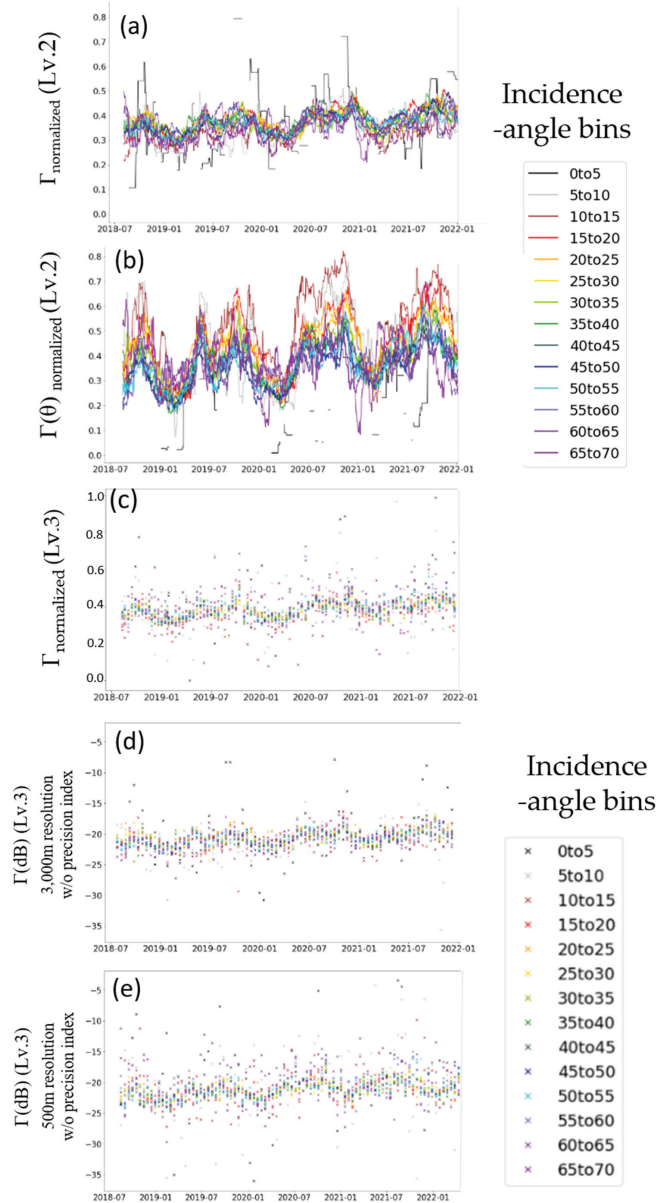 (a)
Γnormalized (Lv.2)
0.8
0.7
0.6
0.5
0.4
0.3
0.2
0.1
0.0
2018-07 2019-01 2019-07 2020-01 2020-07 2021-01 2021-07 2022-01
Incidence
-angle bins
0to5
5to10
10to15
15to20
20to25
25to30
30to35
35to40
40to45
45to50
50to55
55to60
60to65
65to70
(b)
Γ(θ) normalized (Lv.2)
0.8
0.7
0.6
0.5
0.4
0.3
0.2
0.1
0.0
2018-07 2019-01 2019-07 2020-01 2020-07 2021-01 2021-07 2022-01
(c)
Γnormalized (Lv.3)
1.0
0.8
0.6
0.4
0.2
0.0
2018-07 2019-01 2019-07 2020-01 2020-07 2021-01 2021-07 2022-01
(d)
Γ(dB) (Lv.3)
3,000m resolution
w/o precision index
−5
−10
−15
−20
−25
−30
−35
2018-07 2019-01 2019-07 2020-01 2020-07 2021-01 2021-07 2022-01
Incidence
-angle bins
0to5
5to10
10to15
15to20
20to25
25to30
30to35
35to40
40to45
45to50
50to55
55to60
60to65
65to70
(e)
Γ(dB) (Lv.3)
500m resolution
w/o precision index
−5
−10
−15
−20
−25
−30
−35
2018-07 2019-01 2019-07 2020-01 2020-07 2021-01 2021-07 2022-01